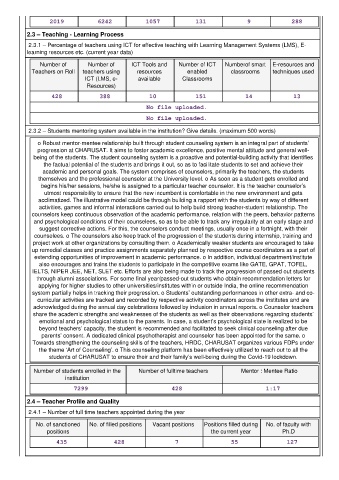 2019 6242 1057 131 9 288
2.3 – Teaching - Learning Process
2.3.1 – Percentage of teachers using ICT for effective teaching with Learning Management Systems (LMS), E-
learning resources etc. (current year data)
Number of Teachers on Roll
Number of teachers using ICT (LMS, e-Resources)
ICT Tools and resources available
Number of ICT enabled Classrooms
Numberof smart classrooms
E-resources and techniques used
428 388 10 151 14 13
No file uploaded.
No file uploaded.
2.3.2 – Students mentoring system available in the institution? Give details. (maximum 500 words)
o Robust mentor-mentee relationship built through student counseling system is an integral part of students’
progression at CHARUSAT. It aims to foster academic excellence, positive mental attitude and general well-
being of the students. The student counseling system is a proactive and potential-building activity that identifies
the factual potential of the students and brings it out, so as to facilitate students to set and achieve their
academic and personal goals. The system comprises of counselors, primarily the teachers, the students
themselves and the professional counselor at the University level. o As soon as a student gets enrolled and
begins his/her sessions, he/she is assigned to a particular teacher counselor. It is the teacher counselor’s
utmost responsibility to ensure that the new incumbent is comfortable in the new environment and gets
acclimatized. The illustrative model could be through building a rapport with the students by way of different
activities, games and informal interactions carried out to help build strong teacher-student relationship. The
counselors keep continuous observation of the academic performance, relation with the peers, behavior patterns
and psychological conditions of their counselees, so as to be able to track any irregularity at an early stage and
suggest corrective actions. For this, the counselors conduct meetings, usually once in a fortnight, with their
counselees. o The counselors also keep track of the progression of the students during internship, training and
project work at other organizations by consulting them. o Academically weaker students are encouraged to take
up remedial classes and practice assignments separately planned by respective course coordinators as a part of
extending opportunities of improvement in academic performance. o In addition, individual department/institute
also encourages and trains the students to participate in the competitive exams like GATE, GPAT, TOEFL,
IELTS, NIPER JEE, NET, SLET etc. Efforts are also being made to track the progression of passed out students
through alumni associations. For some final year/passed-out students who obtain recommendation letters for
applying for higher studies to other universities/institutes within or outside India, the online recommendation
system partially helps in tracking their progression. o Students’ outstanding performances in other extra- and co-
curricular activities are tracked and recorded by respective activity coordinators across the institutes and are
acknowledged during the annual day celebrations followed by inclusion in annual reports. o Counselor teachers
share the academic strengths and weaknesses of the students as well as their observations regarding students’
emotional and psychological status to the parents. In case, a student’s psychological state is realized to be
beyond teachers’ capacity, the student is recommended and facilitated to seek clinical counseling after due
parents’ consent. A dedicated clinical psychotherapist and counselor has been appointed for the same. o
Towards strengthening the counseling skills of the teachers, HRDC, CHARUSAT organizes various FDPs under
the theme ‘Art of Counseling’. o This counseling platform has been effectively utilized to reach out to all the
students of CHARUSAT to ensure their and their family’s well-being during the Covid-19 lockdown.
Number of students enrolled in the institution
Number of fulltime teachers
Mentor : Mentee Ratio
7299 428 1:17
2.4 – Teacher Profile and Quality
2.4.1 – Number of full time teachers appointed during the year
No. of sanctioned positions
No. of filled positions
Vacant positions
Positions filled during the current year
No. of faculty with Ph.D
435 428 7 55 127